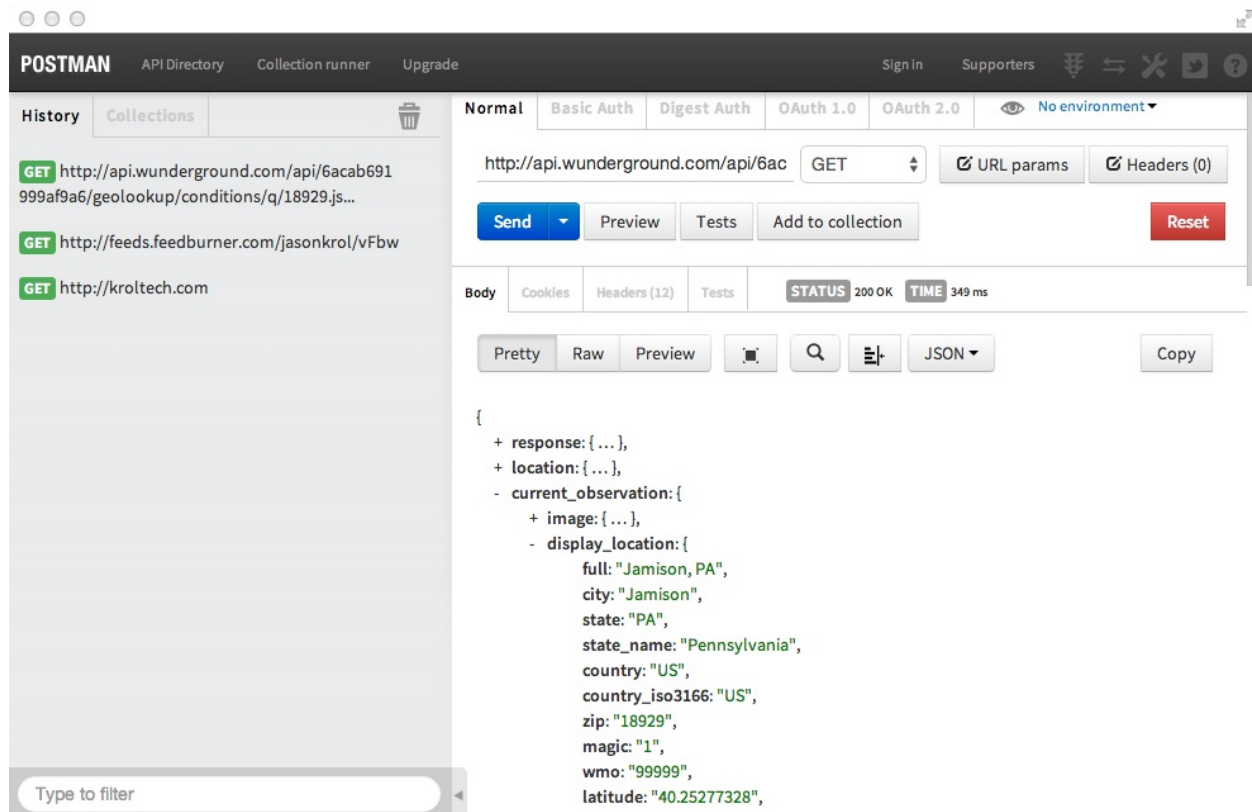 POSTMAN API Directory Collection runner Upgrade Sign in Supporters
History Collections
GET http://api.wunderground.com/api/6acab691
999af9a6/geolookup/conditions/q/18929.js...
GET http://feeds.feedburner.com/jasonkrol/vFbw
GET http://kroltech.com
Type to filter
Normal Basic Auth Digest Auth OAuth 1.0 OAuth 2.0 No environment
http://api.wunderground.com/api/6ac GET URL params Headers (0)
Send Preview Tests Add to collection Reset
Body Cookies Headers (12) Tests STATUS 200 OK TIME 349 ms
Pretty Raw Preview JSON Copy
{
+ response: { ... },
+ location: { ... },
- current_observation: {
+ image: { ... },
- display_location: {
full: "Jamison, PA",
city: "Jamison",
state: "PA",
state_name: "Pennsylvania",
country: "US",
country_iso3166: "US",
zip: "18929",
magic: "1",
wmo: "99999",
latitude: "40.25277328",